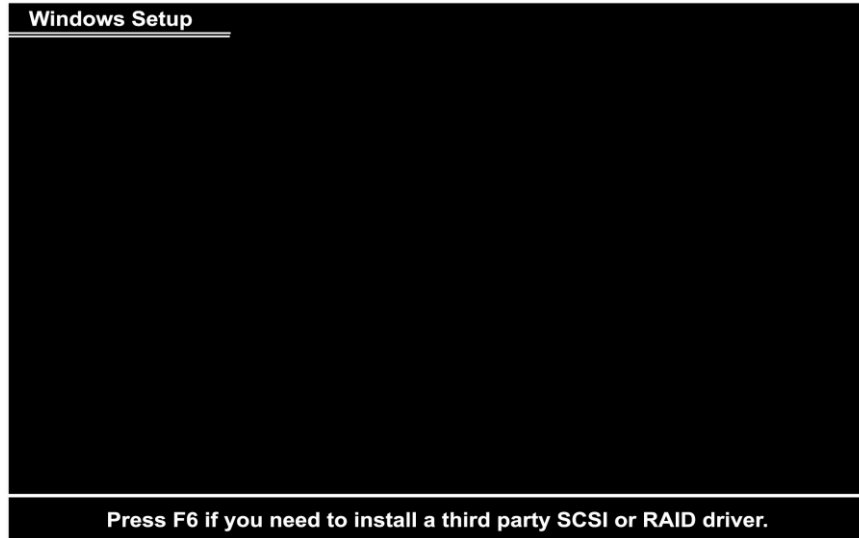 Windows Setup
Press F6 if you need to install a third party SCSI or RAID driver.